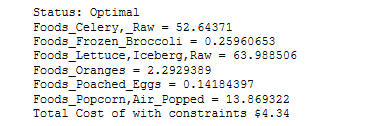 Status: Optimal
Foods_Celery,_Raw = 52.64371
Foods_Frozen_Broccoli = 0.25960653
Foods_Lettuce,Iceberg,Raw = 63.988506
Foods_Oranges = 2.2929389
Foods_Poached_Eggs = 0.14184397
Foods_Popcorn,Air_Popped = 13.869322
Total Cost of with constraints $4.34